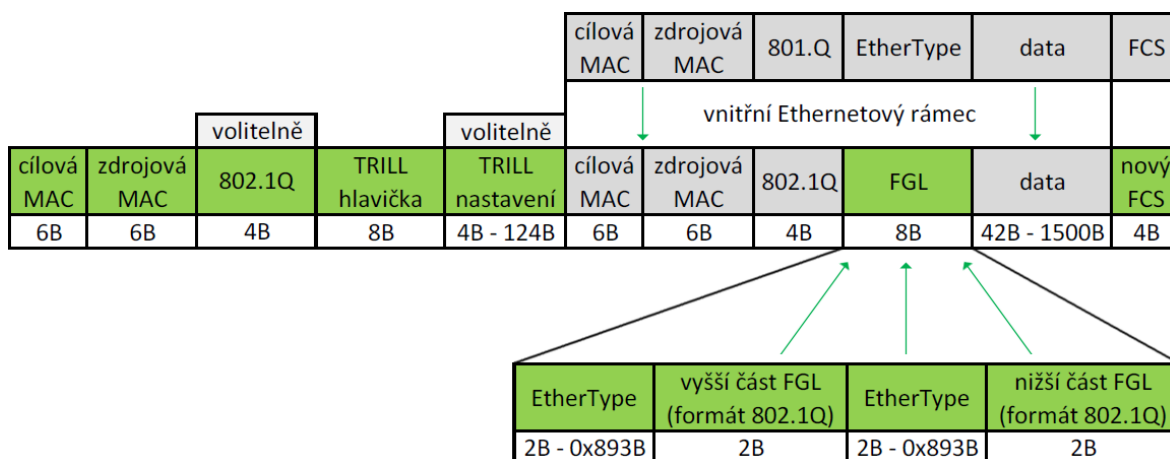 cílová MAC zdrojová MAC 801.Q EtherType data FCS
vnitřní Ethernetový rámec
volitelně volitelně
cílová MAC zdrojová MAC 802.1Q TRILL hlavička TRILL nastavení cílová MAC zdrojová MAC 802.1Q FGL data nový FCS
6B 6B 4B 8B 4B - 124B 6B 6B 4B 8B 42B - 1500B 4B
EtherType vyšší část FGL (formát 802.1Q) EtherType nižší část FGL (formát 802.1Q)
2B - 0x893B 2B 2B - 0x893B 2B